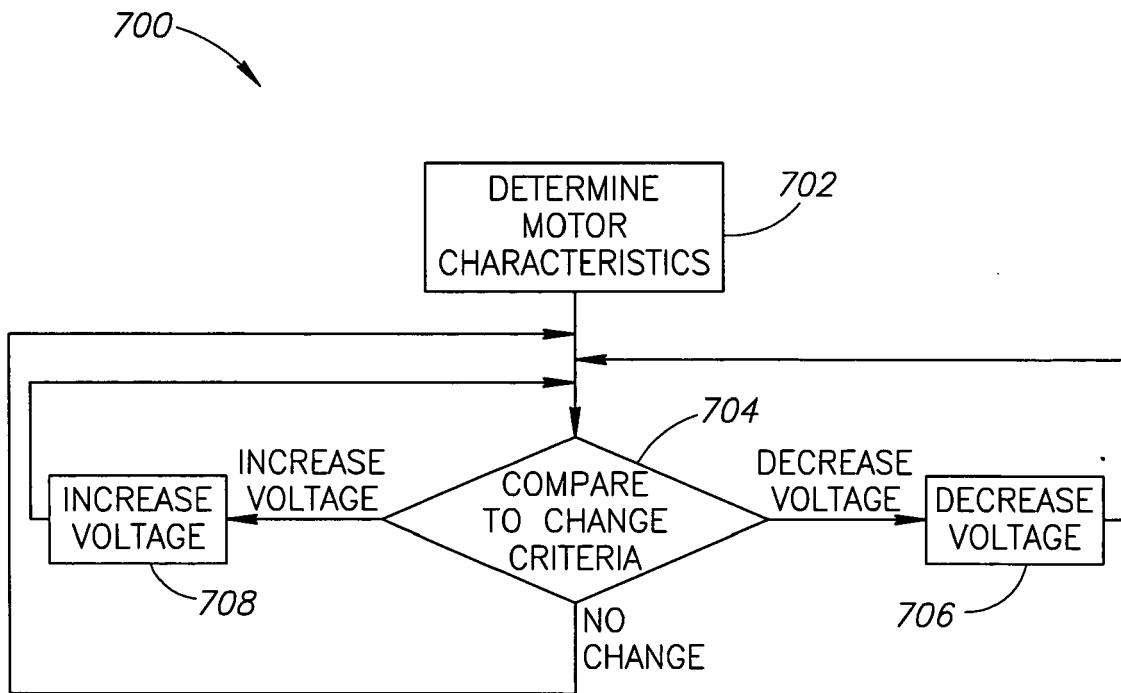 700
DETERMINE
MOTOR
CHARACTERISTICS
702
704
INCREASE
VOLTAGE
DECREASE
VOLTAGE
INCREASE
VOLTAGE
COMPARE
TO CHANGE
CRITERIA
DECREASE
VOLTAGE
708
706
NO
CHANGE